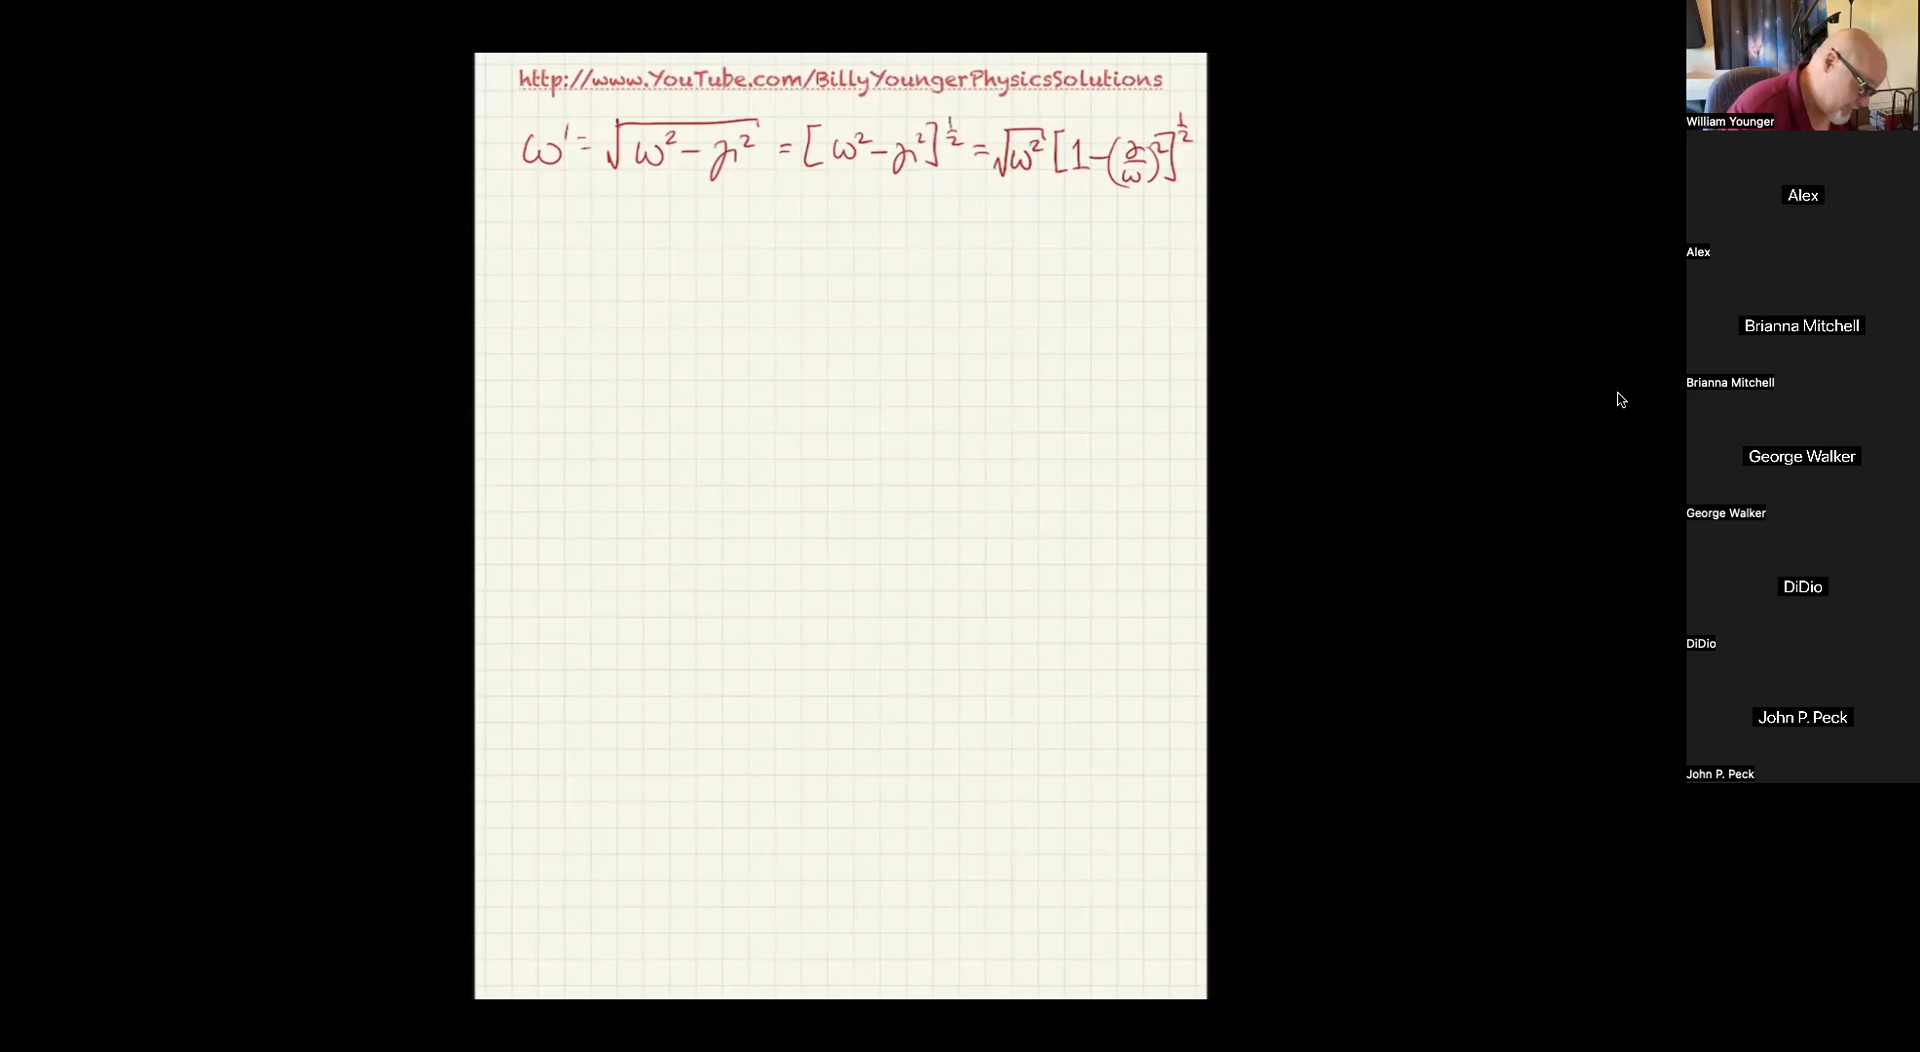 http://www.YouTube.com/BillyYoungerPhysicsSolutions
ω' = √(ω² - γ²) = [ω² - γ²]^½ = √ω² [1 - (γ/ω)²]^½
William Younger
Alex
Alex
Brianna Mitchell
Brianna Mitchell
George Walker
George Walker
DiDio
DiDio
John P. Peck
John P. Peck